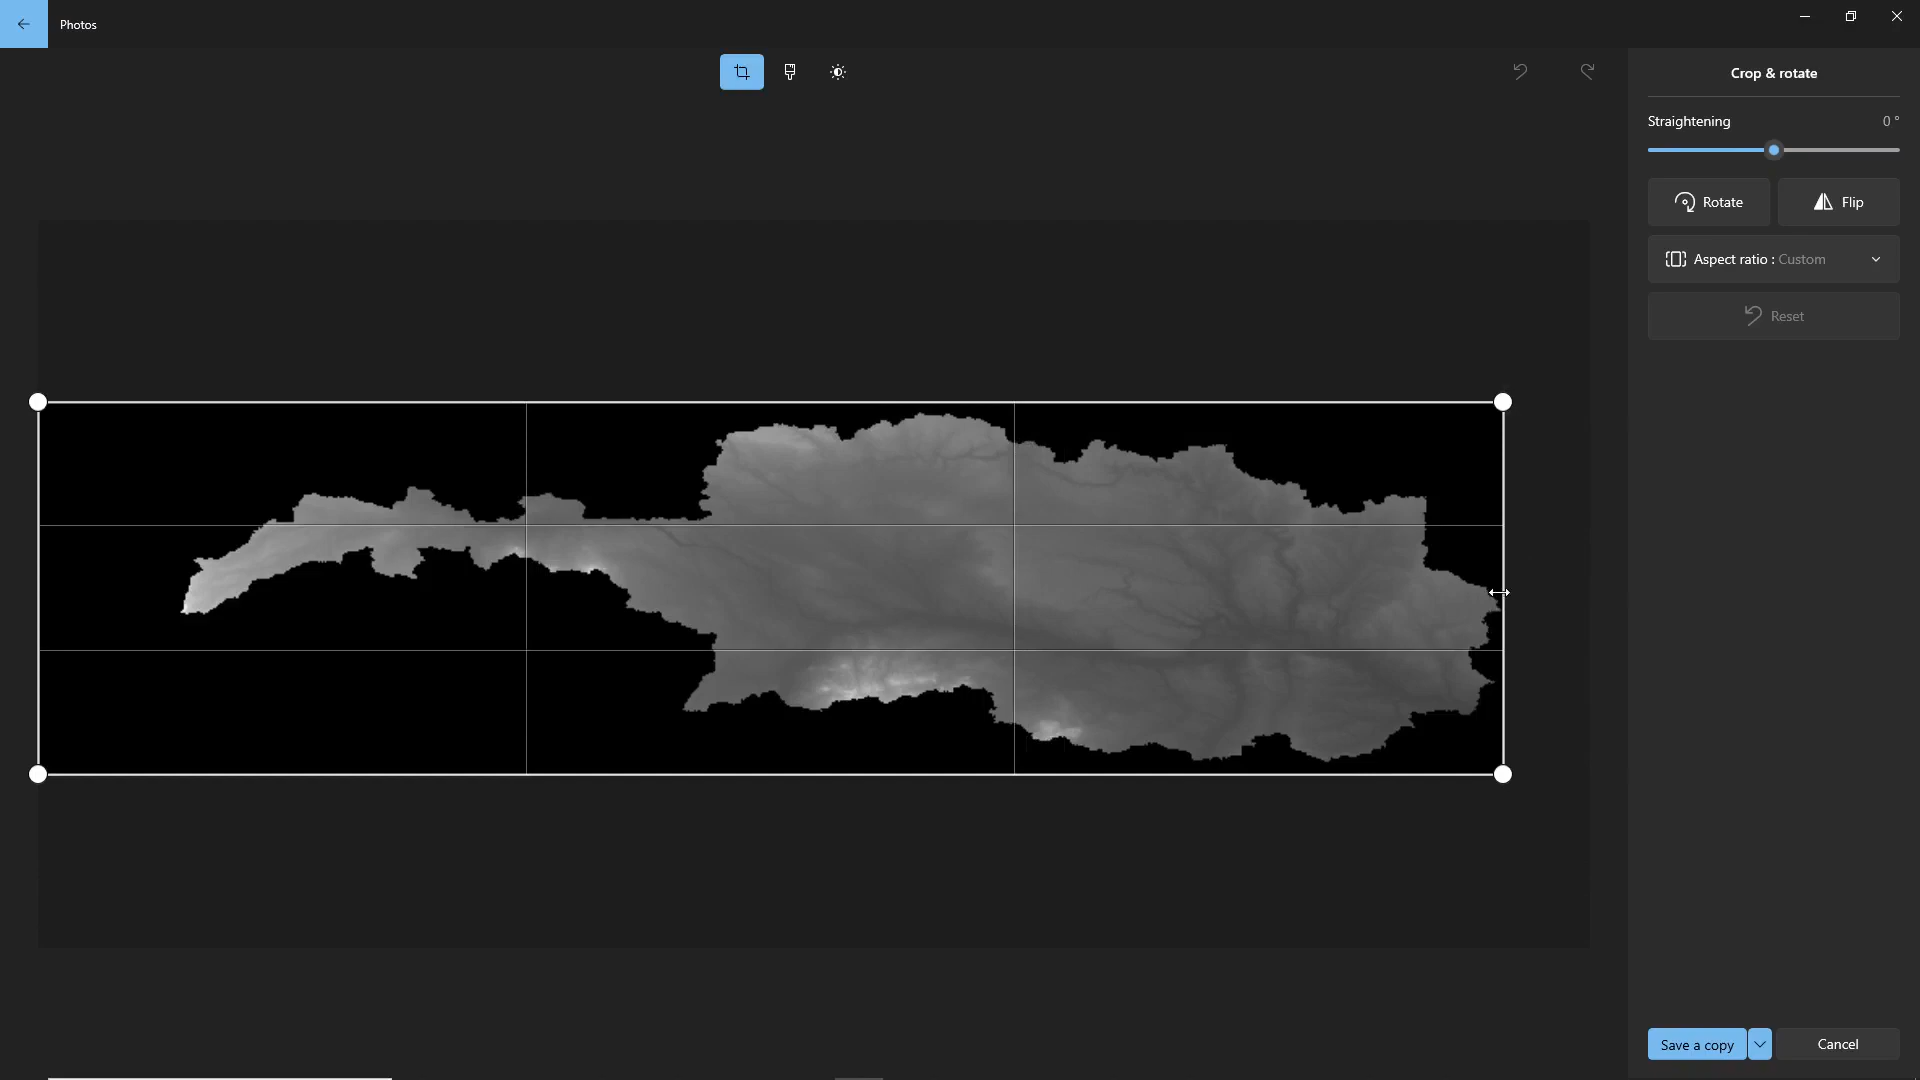 Photos
Crop & rotate
Straightening 0 °
Rotate Flip
Aspect ratio : Custom
Reset
Save a copy Cancel